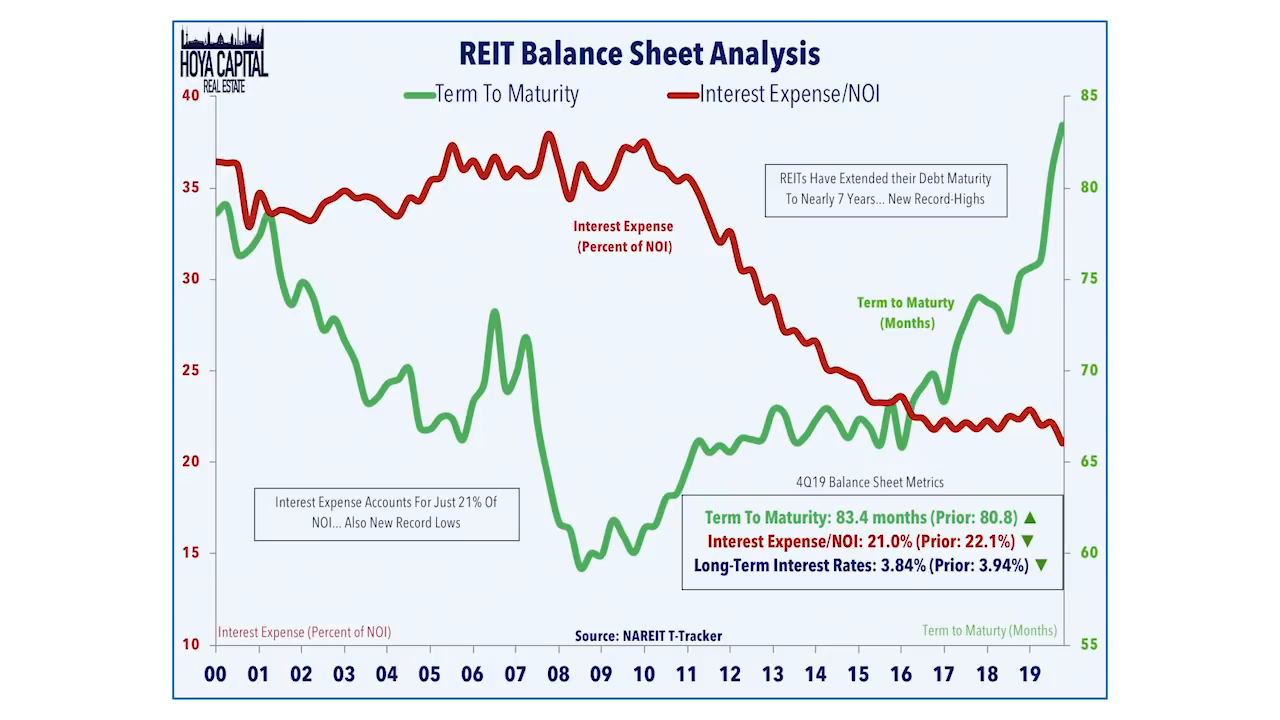 HOYA CAPITAL
REAL ESTATE
REIT Balance Sheet Analysis
Term To Maturity
Interest Expense/NOI
40
35
30
25
20
15
10
85
80
75
70
65
60
55
REITs Have Extended their Debt Maturity
To Nearly 7 Years... New Record-Highs
Interest Expense
(Percent of NOI)
Term to Maturty
(Months)
Interest Expense Accounts For Just 21% Of
NOI... Also New Record Lows
4Q19 Balance Sheet Metrics
Term To Maturity: 83.4 months (Prior: 80.8) ▲
Interest Expense/NOI: 21.0% (Prior: 22.1%) ▼
Long-Term Interest Rates: 3.84% (Prior: 3.94%) ▼
Interest Expense (Percent of NOI)
Source: NAREIT T-Tracker
Term to Maturty (Months)
00 01 02 03 04 05 06 07 08 09 10 11 12 13 14 15 16 17 18 19